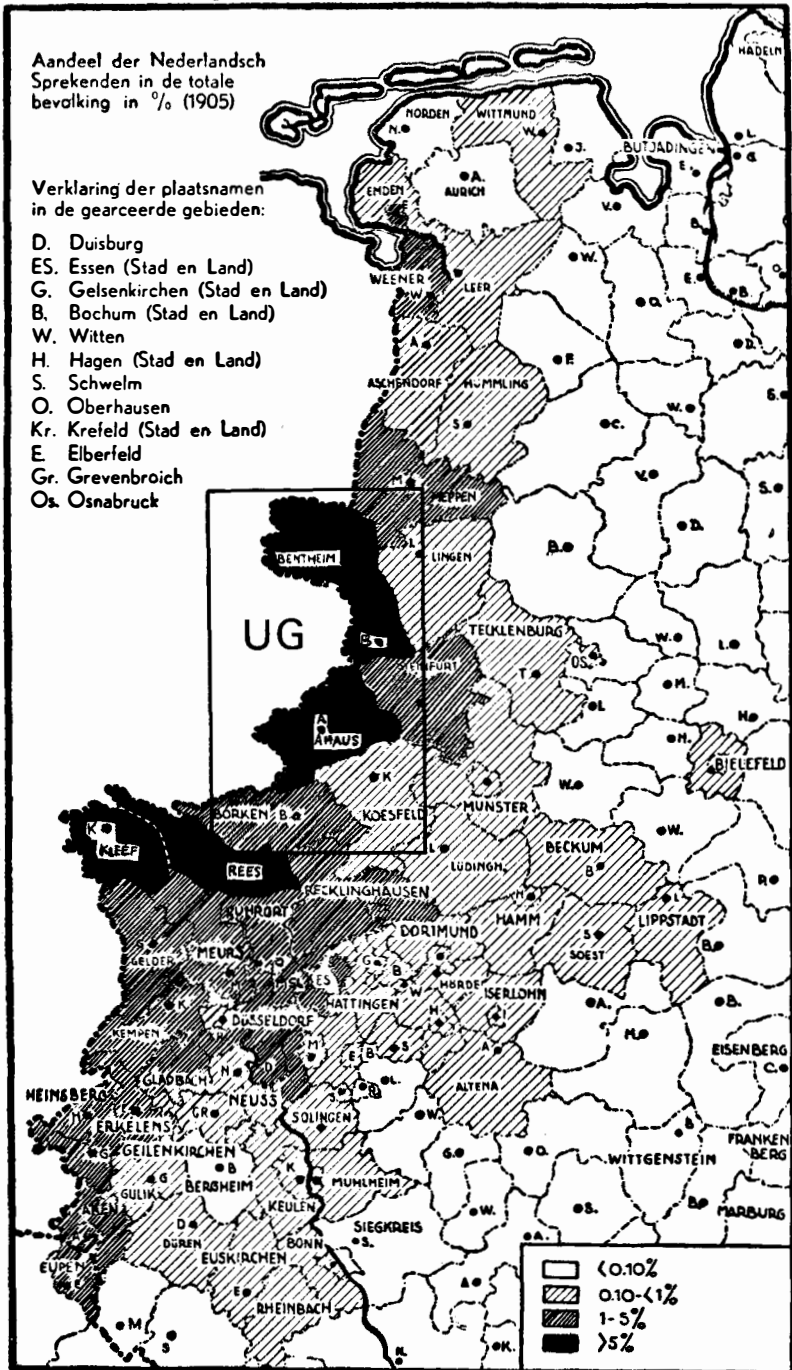 Aandeel der Nederlandsch
Sprekenden in de totale
bevolking in % (1905)
Verklaring der plaatsnamen
in de gearceerde gebieden:
D. Duisburg
ES. Essen (Stad en Land)
G. Gelsenkirchen (Stad en Land)
B. Bochum (Stad en Land)
W. Witten
H. Hagen (Stad en Land)
S. Schwelm
O. Oberhausen
Kr. Krefeld (Stad en Land)
E. Elberfeld
Gr. Grevenbroich
Os. Osnabruck
HADELN
NORDEN
WITTMUND
N.
W.
J.
L.
G.
BUTJADINGEN
E.
EMDEN
E
A.
AURICH
V.
B.
WEENER
W
LEER
W.
O.
E.
B.
O.
A
D.
ASCHENDORF
HÜMMLING
F.
S
C.
W.
M
MEPPEN
V.
S.
D.
BENTHEIM
L
LINGEN
B.
UG
B
TECKLENBURG
STEINFURT
T
OS
W.
L.
A
AHAUS
L
M.
H.
H.
BIELEFELD
K
KOESFELD
MUNSTER
W.
BORKEN
B
K
KLEEF
REES
L
LÜDINGH.
BECKUM
B
W.
R
RECKLINGHAUSEN
RUHRORT
H
HAMM
L
LIPPSTADT
DORTMUND
S
SOEST
B
GELDER
MEURS
G
ES
B
W
HÖRDE
ISERLOHN
HATTINGEN
K
A.
B.
KEMPEN
DÜSSELDORF
M
H
I
M.
EISENBERG
C.
E
B
S
A
ALTENA
GLADBACH
N
D
NEUSS
L.
HEINSBERG
H
ERKELENS
GR
S
SOLINGEN
W.
G
GEILENKIRCHEN
B
BERGHEIM
G.
O.
B
WITTGENSTEIN
FRANKEN
BERG
G
GULIK
K
KEULEN
MUHLHEIM
AKEN
W.
S.
B
MARBURG
D
DÜREN
SIEGKREIS
S.
A.
EUPEN
E
EUSKIRCHEN
BONN
E
RHEINBACH
A
M
S
N.
K.
<0.10%
0.10-<1%
1-5%
>5%